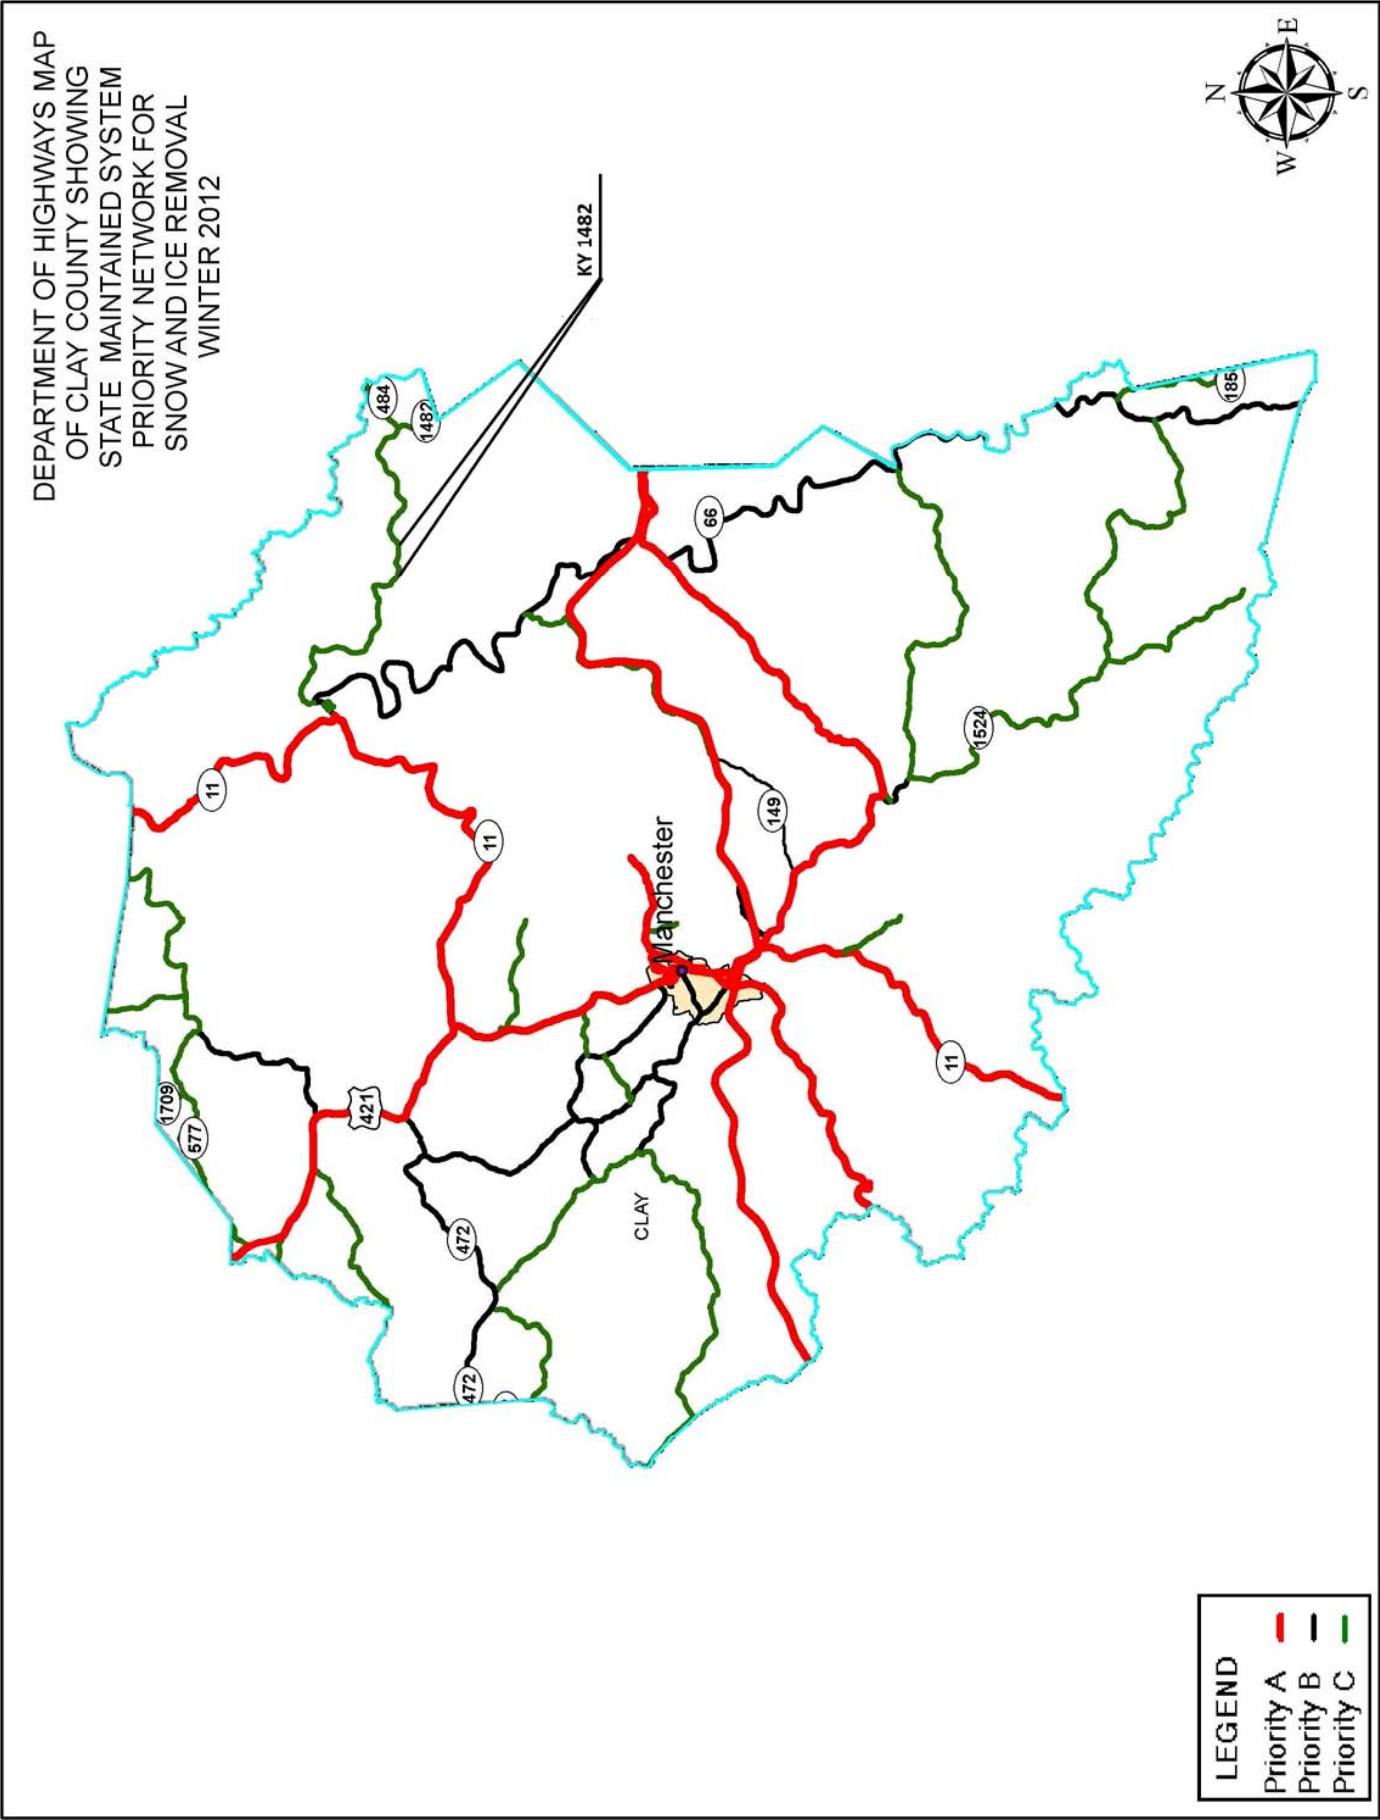 DEPARTMENT OF HIGHWAYS MAP
OF CLAY COUNTY SHOWING
STATE MAINTAINED SYSTEM
PRIORITY NETWORK FOR
SNOW AND ICE REMOVAL
WINTER 2012
KY 1482
484
1482
11
11
66
185
1524
149
Manchester
11
1709
577
421
472
472
CLAY
N
E
S
W
LEGEND
Priority A
Priority B
Priority C